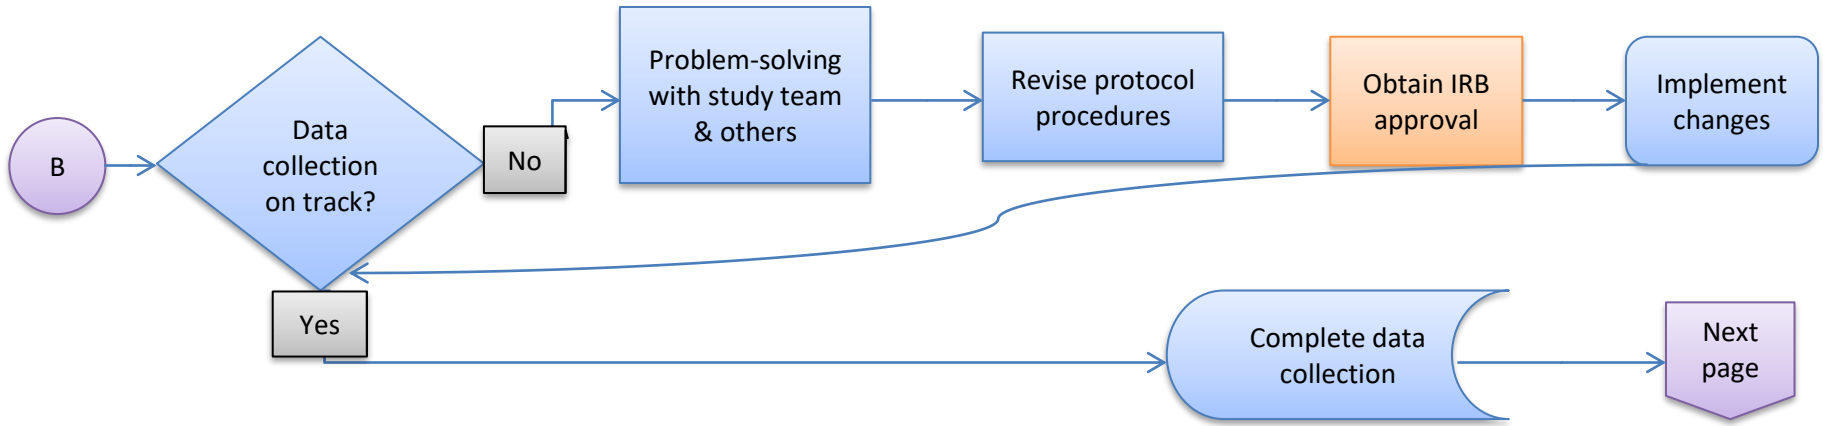 B
Data
collection
on track?
No
Problem-solving
with study team
& others
Revise protocol
procedures
Obtain IRB
approval
Implement
changes
Yes
Complete data
collection
Next
page